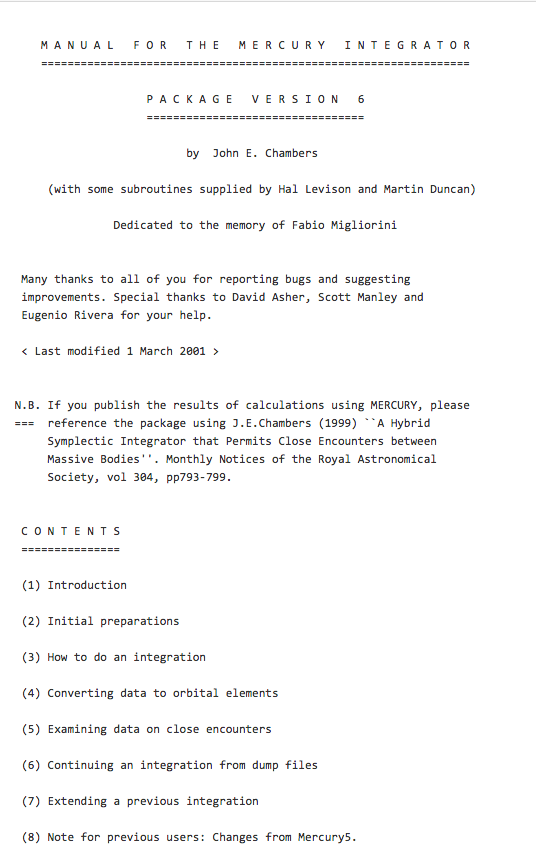 M A N U A L   F O R   T H E   M E R C U R Y   I N T E G R A T O R
=================================================================
P A C K A G E   V E R S I O N   6
=================================
by  John E. Chambers
(with some subroutines supplied by Hal Levison and Martin Duncan)
Dedicated to the memory of Fabio Migliorini
Many thanks to all of you for reporting bugs and suggesting
improvements. Special thanks to David Asher, Scott Manley and
Eugenio Rivera for your help.
< Last modified 1 March 2001 >
N.B. If you publish the results of calculations using MERCURY, please
===  reference the package using J.E.Chambers (1999) ``A Hybrid
Symplectic Integrator that Permits Close Encounters between
Massive Bodies''. Monthly Notices of the Royal Astronomical
Society, vol 304, pp793-799.
C O N T E N T S
===============
(1) Introduction
(2) Initial preparations
(3) How to do an integration
(4) Converting data to orbital elements
(5) Examining data on close encounters
(6) Continuing an integration from dump files
(7) Extending a previous integration
(8) Note for previous users: Changes from Mercury5.